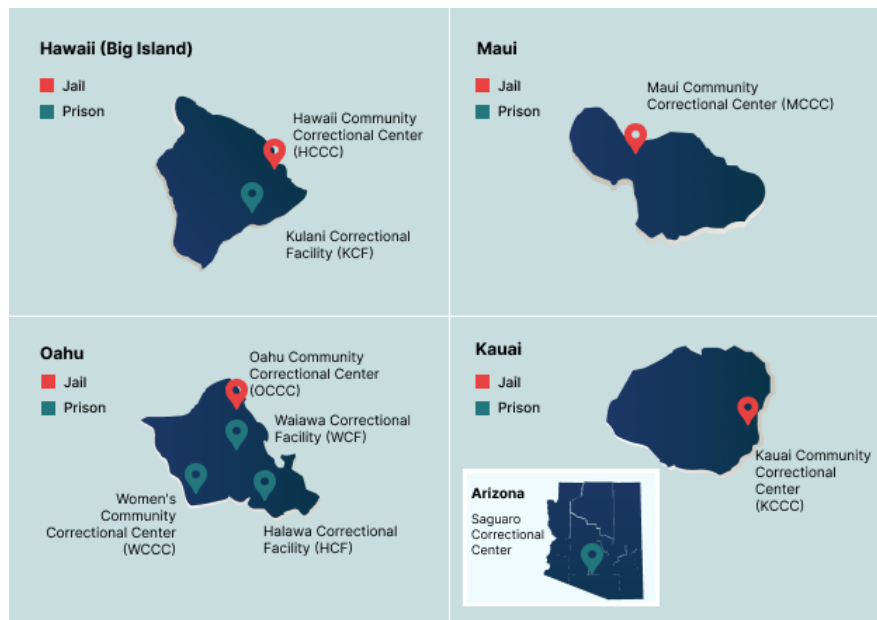 Hawaii (Big Island)
Jail
Prison
Hawaii Community
Correctional Center
(HCCC)
Kulani Correctional
Facility (KCF)
Maui
Jail
Prison
Maui Community
Correctional Center (MCCC)
Oahu
Jail
Prison
Oahu Community
Correctional Center
(OCCC)
Waiawa Correctional
Facility (WCF)
Women's
Community
Correctional Center
(WCCC)
Halawa Correctional
Facility (HCF)
Kauai
Jail
Prison
Kauai Community
Correctional
Center
(KCCC)
Arizona
Saguaro
Correctional
Center